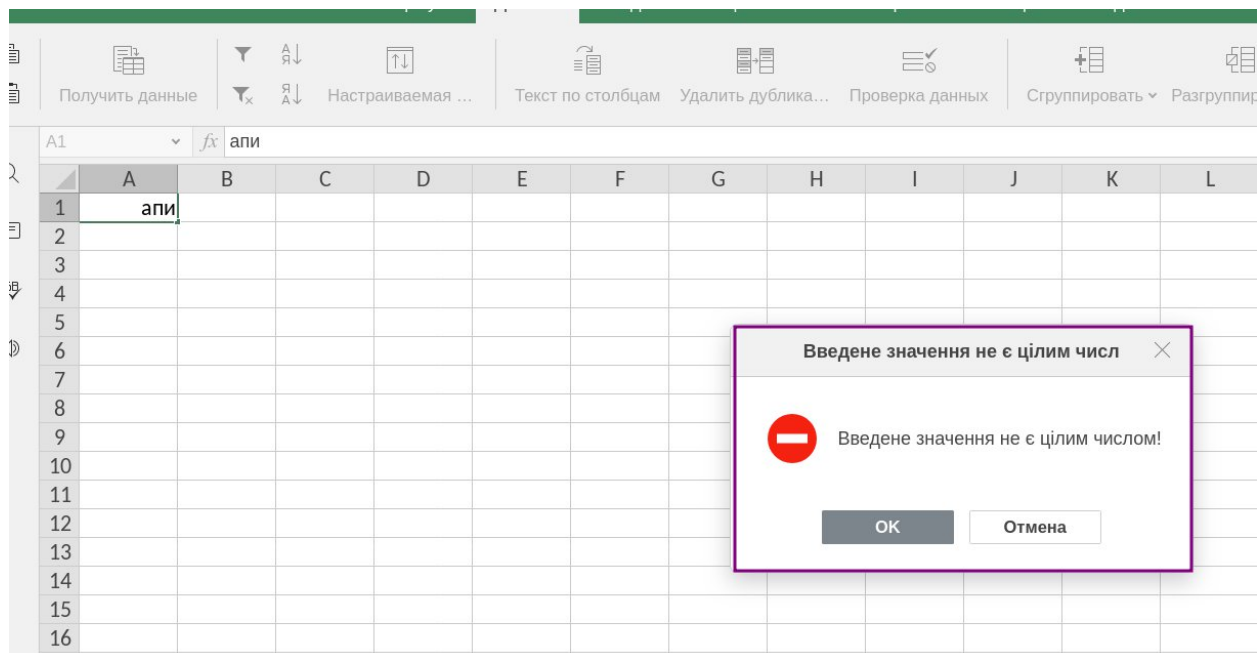 Получить данные
А
Я
Я
А
Настраиваемая ...
Текст по столбцам
Удалить дублика...
Проверка данных
Сгруппировать
Разгруппир
A1
fx
апи
A B C D E F G H I J K L
1 апи
2
3
4
5
6
7
8
9
10
11
12
13
14
15
16
Введене значення не є цілим числ
Введене значення не є цілим числом!
OK
Отмена